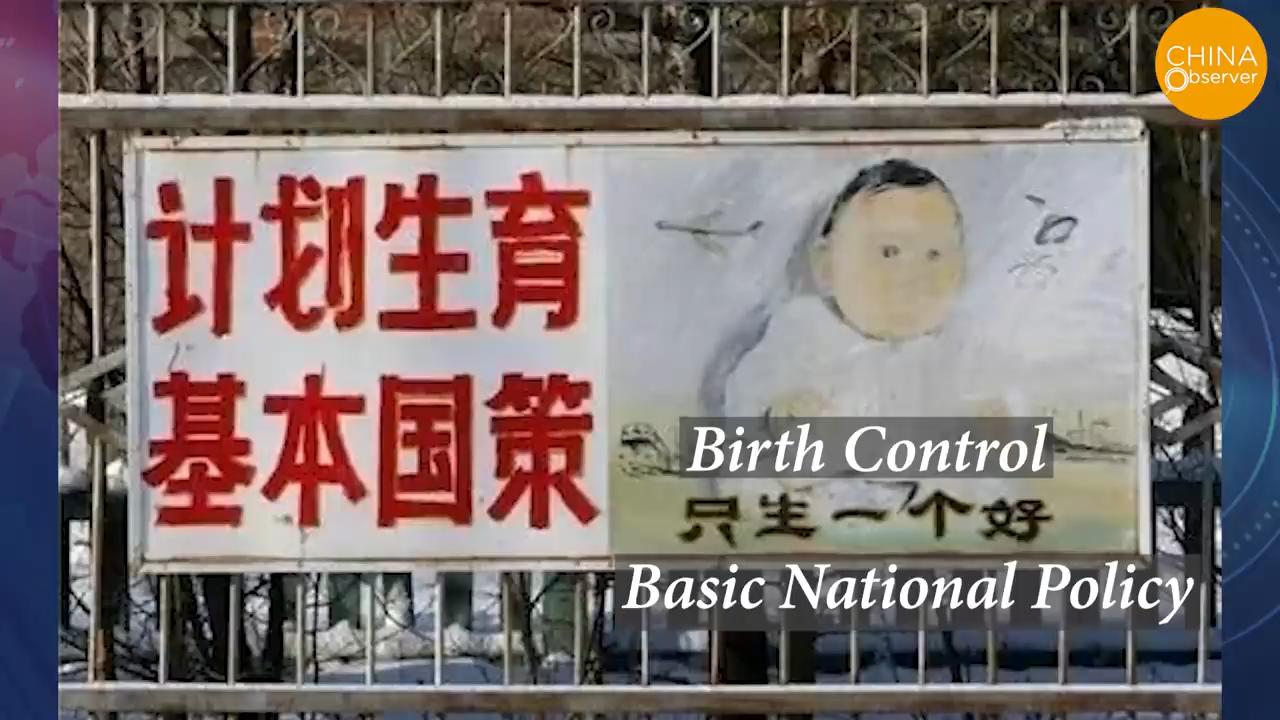 CHINA
Observer
计划生育
基本国策
Birth Control
只生一个好
Basic National Policy